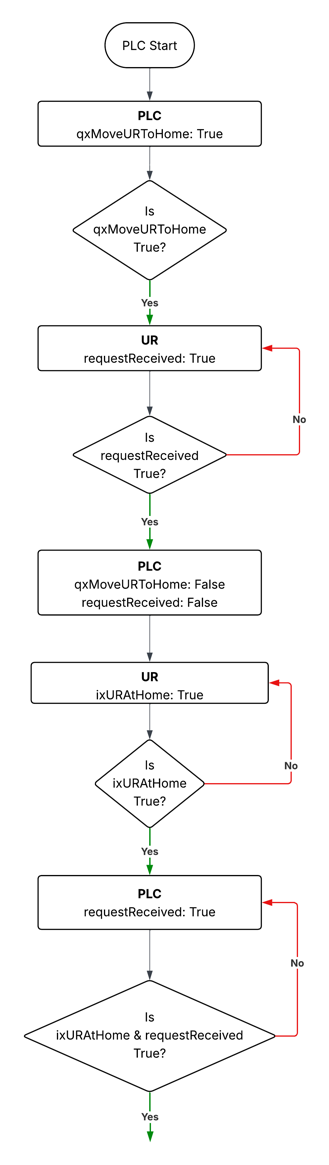 PLC Start
PLC
qxMoveURToHome: True
Is
qxMoveURToHome
True?
Yes
UR
requestReceived: True
No
Is
requestReceived
True?
Yes
PLC
qxMoveURToHome: False
requestReceived: False
UR
ixURAtHome: True
No
Is
ixURAtHome
True?
Yes
PLC
requestReceived: True
No
Is
ixURAtHome & requestReceived
True?
Yes